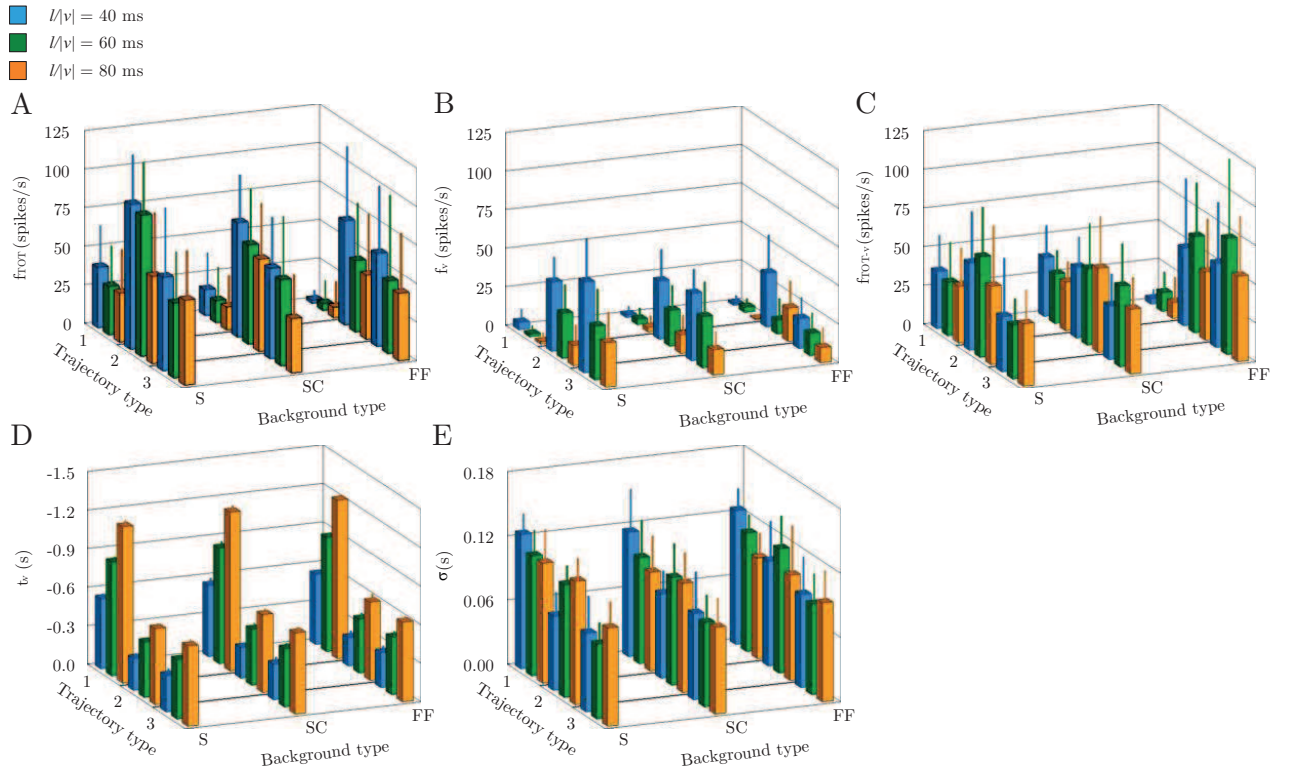 l/|v| = 40 ms
l/|v| = 60 ms
l/|v| = 80 ms
A
B
C
125
100
75
50
25
0
fTOT (spikes/s)
1
2
3
Trajectory type
S
SC
FF
Background type
125
100
75
50
25
0
fv (spikes/s)
1
2
3
Trajectory type
S
SC
FF
Background type
125
100
75
50
25
0
fTOT-v (spikes/s)
1
2
3
Trajectory type
S
SC
FF
Background type
D
E
-1.5
-1.2
-0.9
-0.6
-0.3
0.0
tv (s)
1
2
3
Trajectory type
S
SC
FF
Background type
0.18
0.12
0.06
0.00
σ(s)
1
2
3
Trajectory type
S
SC
FF
Background type